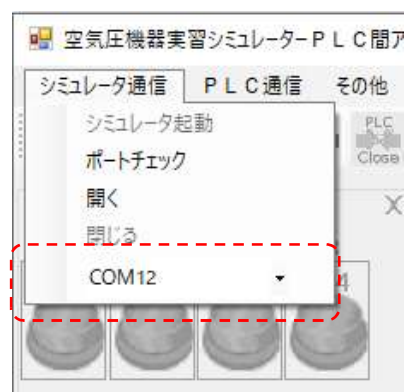 空気圧機器実習シミュレーターPLC間ア
シミュレータ通信 PLC通信 その他
シミュレータ起動
PLC
Close
ポートチェック
開く
閉じる
COM12
4